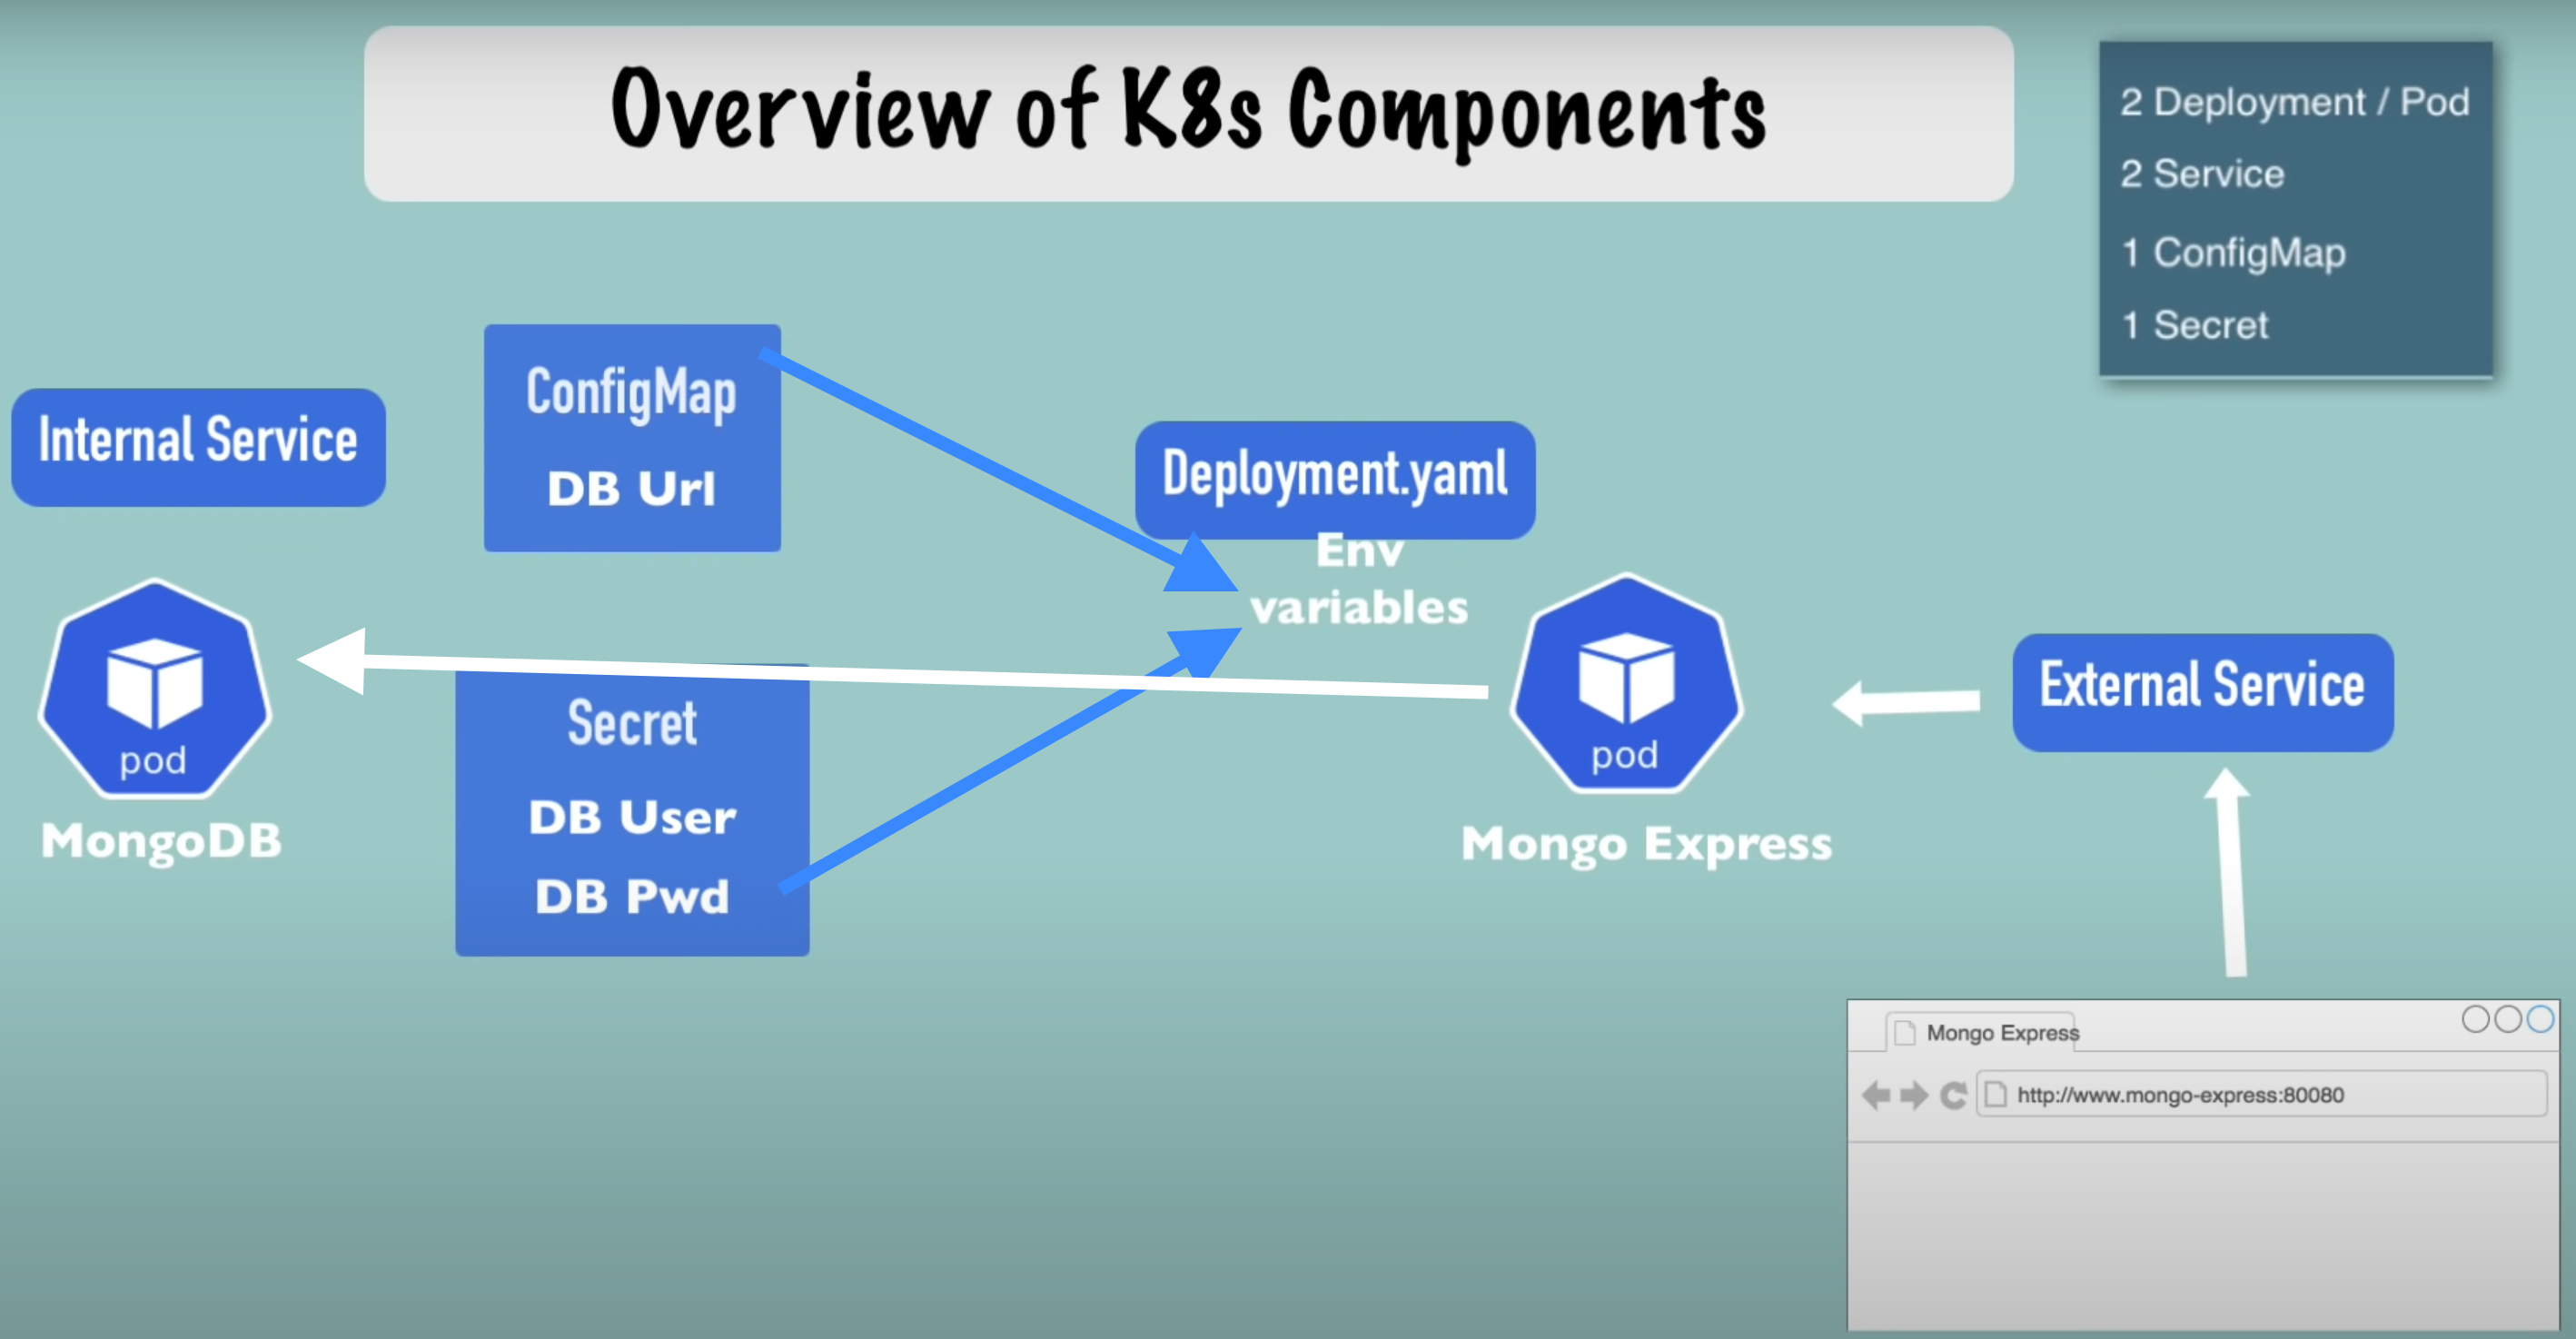 Overview of K8s Components
2 Deployment / Pod
2 Service
1 ConfigMap
1 Secret
Internal Service
ConfigMap
DB Url
Deployment.yaml
Env
variables
pod
MongoDB
Secret
DB User
DB Pwd
pod
Mongo Express
External Service
Mongo Express
http://www.mongo-express:80080